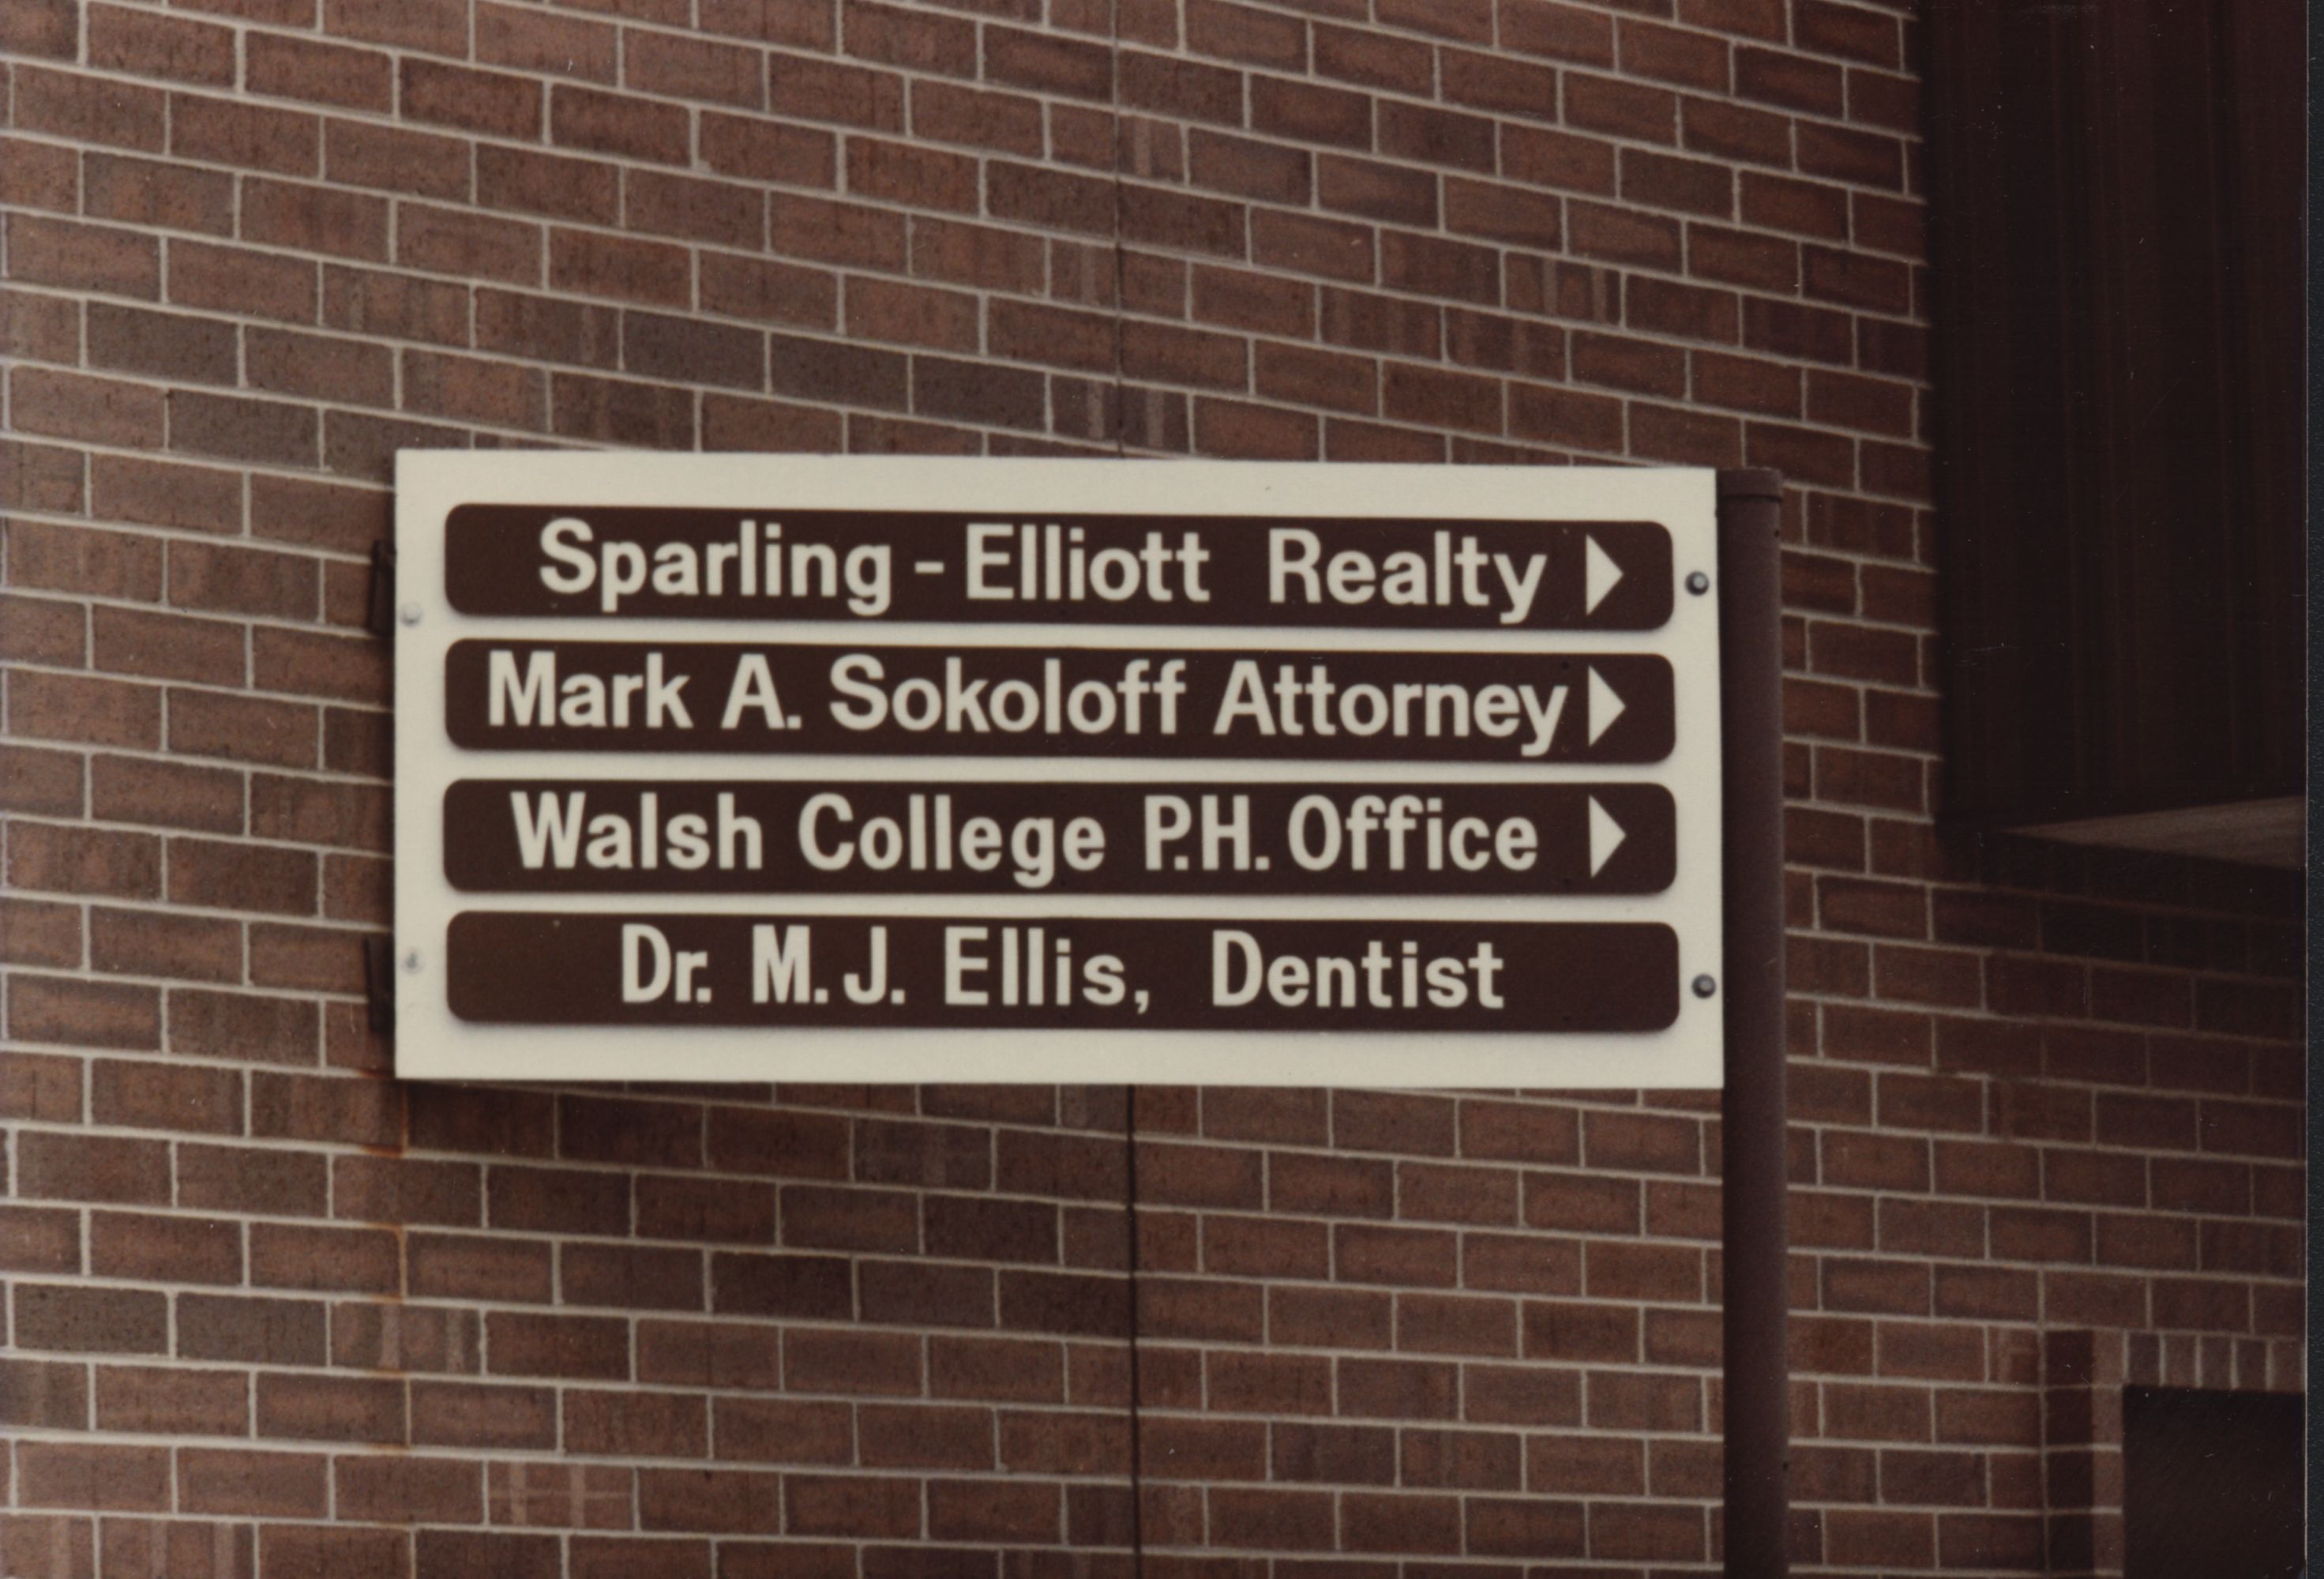 Sparling - Elliott Realty ▶
Mark A. Sokoloff Attorney ▶
Walsh College P.H. Office ▶
Dr. M.J. Ellis, Dentist